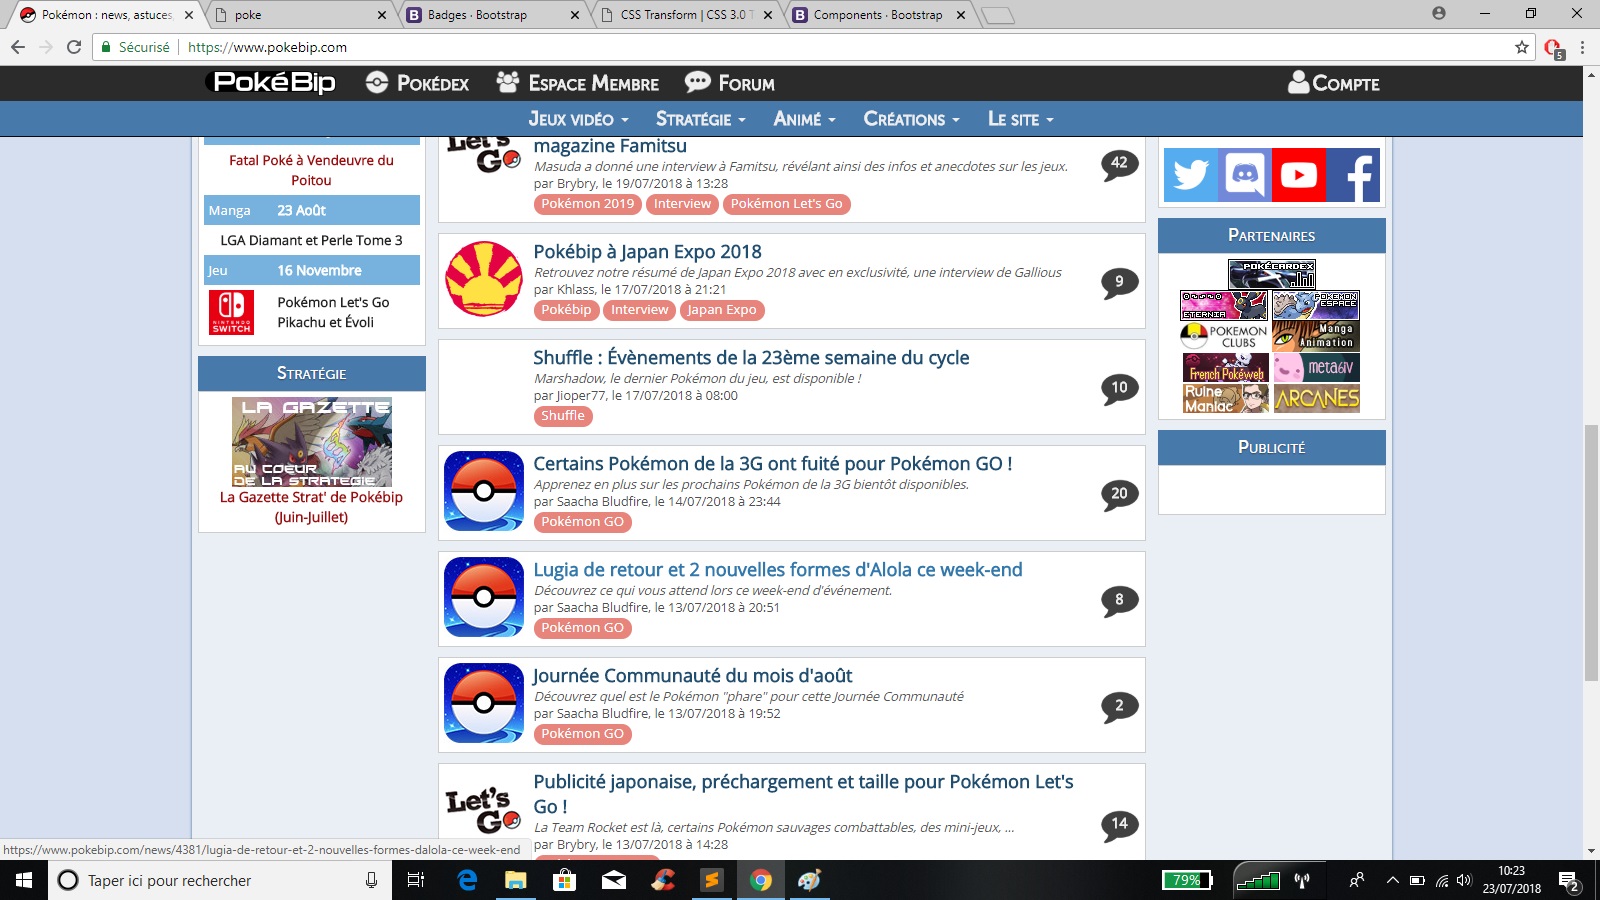 Pokémon : news, astuces,
poke
Badges · Bootstrap
CSS Transform | CSS 3.0 T
Components · Bootstrap
Sécurisé
https://www.pokebip.com
5
PokéBip
Pokédex
Espace Membre
Forum
Compte
Jeux vidéo
Stratégie
Animé
Créations
Le site
Fatal Poké à Vendeuvre du
Poitou
Manga 23 Août
LGA Diamant et Perle Tome 3
Jeu 16 Novembre
NINTENDO
SWITCH
Pokémon Let's Go
Pikachu et Évoli
Stratégie
LA GAZETTE
AU COEUR
DE LA STRATEGIE
La Gazette Strat' de Pokébip
(Juin-Juillet)
Let's
Go
magazine Famitsu
Masuda a donné une interview à Famitsu, révélant ainsi des infos et anecdotes sur les jeux.
par Brybry, le 19/07/2018 à 13:28
Pokémon 2019 Interview Pokémon Let's Go
42
Pokébip à Japan Expo 2018
Retrouvez notre résumé de Japan Expo 2018 avec en exclusivité, une interview de Gallious
par Khlass, le 17/07/2018 à 21:21
Pokébip Interview Japan Expo
9
Shuffle : Évènements de la 23ème semaine du cycle
Marshadow, le dernier Pokémon du jeu, est disponible !
par Jioper77, le 17/07/2018 à 08:00
Shuffle
10
Certains Pokémon de la 3G ont fuité pour Pokémon GO !
Apprenez en plus sur les prochains Pokémon de la 3G bientôt disponibles.
par Saacha Bludfire, le 14/07/2018 à 23:44
Pokémon GO
20
Lugia de retour et 2 nouvelles formes d'Alola ce week-end
Découvrez ce qui vous attend lors ce week-end d'événement.
par Saacha Bludfire, le 13/07/2018 à 20:51
Pokémon GO
8
Journée Communauté du mois d'août
Découvrez quel est le Pokémon "phare" pour cette Journée Communauté
par Saacha Bludfire, le 13/07/2018 à 19:52
Pokémon GO
2
Let's
Go
Publicité japonaise, préchargement et taille pour Pokémon Let's
Go !
La Team Rocket est là, certains Pokémon sauvages combattables, des mini-jeux, ...
par Brybry, le 13/07/2018 à 14:28
14
Partenaires
POKÉCARDEX
ETERNIA
POKEMON
ESPACE
POKEMON
CLUBS
Manga
Animation
French Pokéweb
metaBiv
Ruine
Maniac
ARCANES
Publicité
https://www.pokebip.com/news/4381/lugia-de-retour-et-2-nouvelles-formes-dalola-ce-week-end
Taper ici pour rechercher
79%
10:23
23/07/2018
2